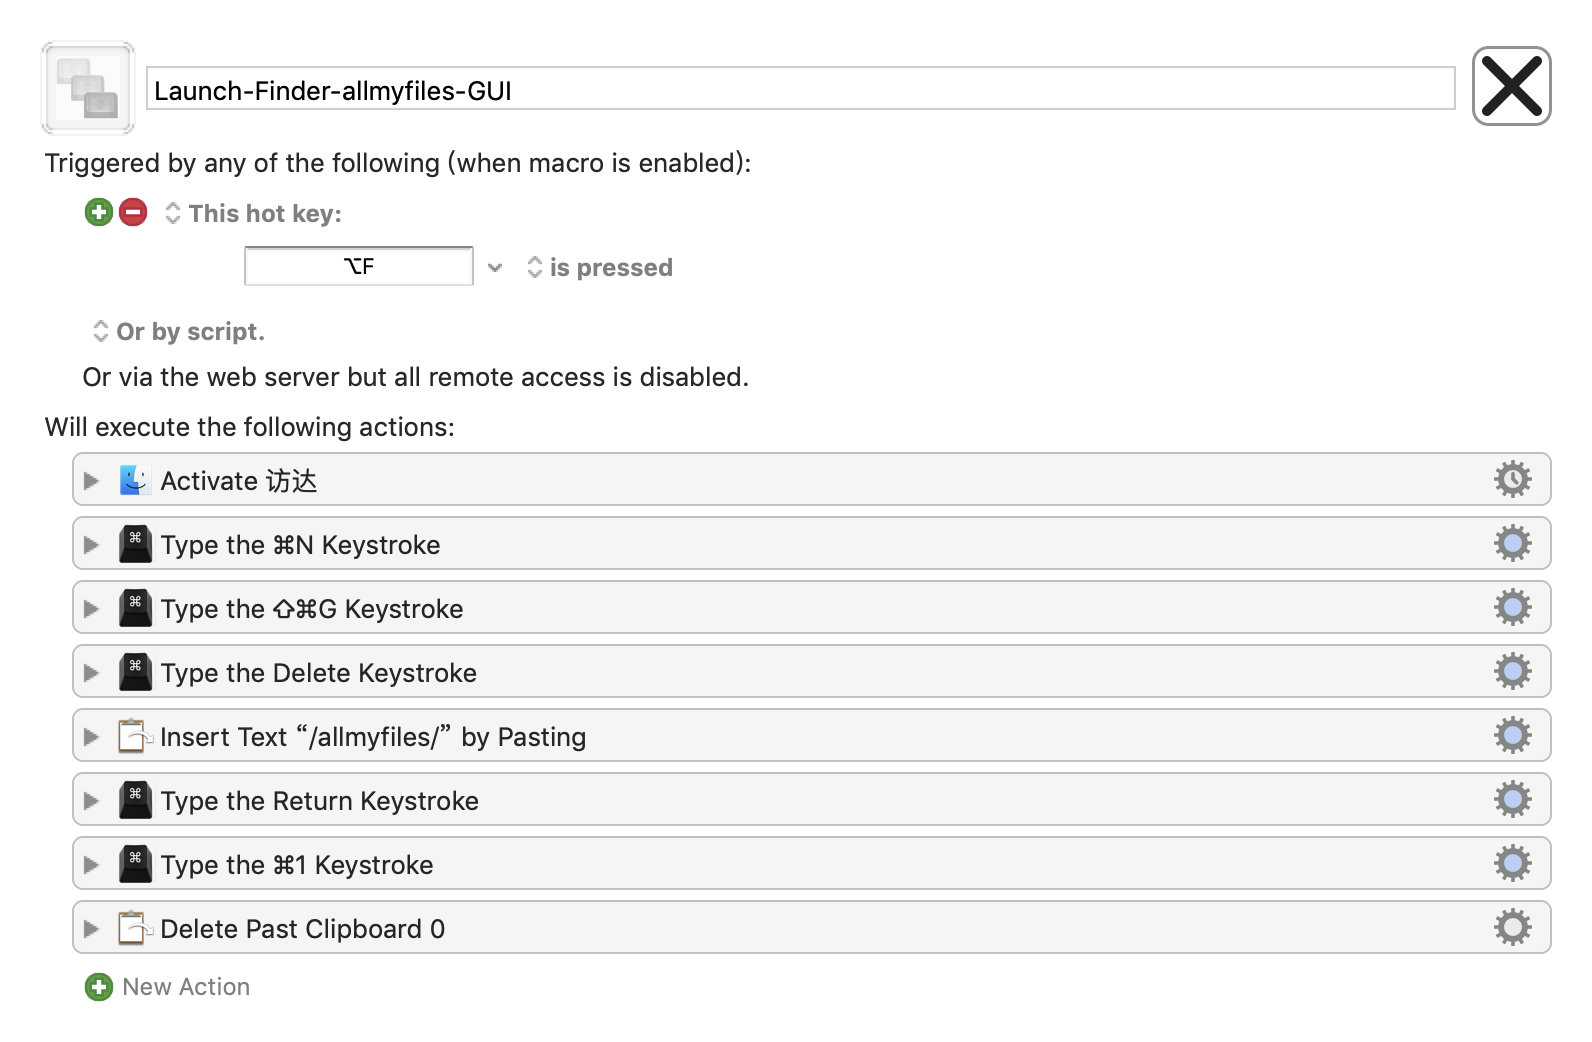 Launch-Finder-allmyfiles-GUI
Triggered by any of the following (when macro is enabled):
This hot key:
⌥F
is pressed
Or by script.
Or via the web server but all remote access is disabled.
Will execute the following actions:
Activate 访达
⌘
Type the ⌘N Keystroke
⌘
Type the ⇧⌘G Keystroke
⌘
Type the Delete Keystroke
Insert Text “/allmyfiles/” by Pasting
⌘
Type the Return Keystroke
⌘
Type the ⌘1 Keystroke
Delete Past Clipboard 0
New Action